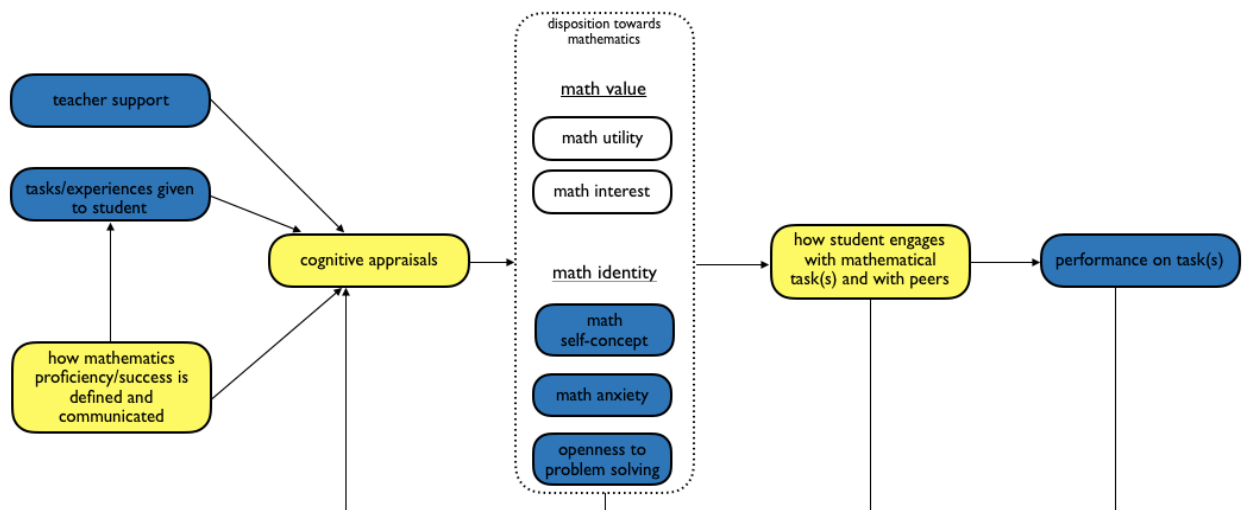 disposition towards
mathematics
math value
math utility
math interest
math identity
math
self-concept
math anxiety
openness to
problem solving
teacher support
tasks/experiences given
to student
how mathematics
proficiency/success is
defined and
communicated
cognitive appraisals
how student engages
with mathematical
task(s) and with peers
performance on task(s)